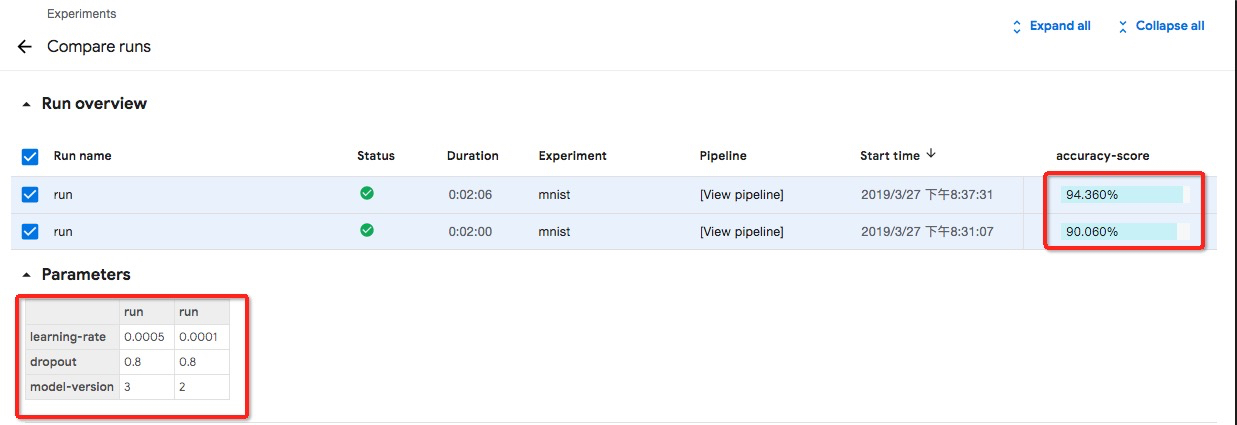 Experiments
Compare runs
Expand all
Collapse all
Run overview
Run name Status Duration Experiment Pipeline Start time accuracy-score
run 0:02:06 mnist [View pipeline] 2019/3/27 下午8:37:31 94.360%
run 0:02:00 mnist [View pipeline] 2019/3/27 下午8:31:07 90.060%
Parameters
run run
learning-rate 0.0005 0.0001
dropout 0.8 0.8
model-version 3 2